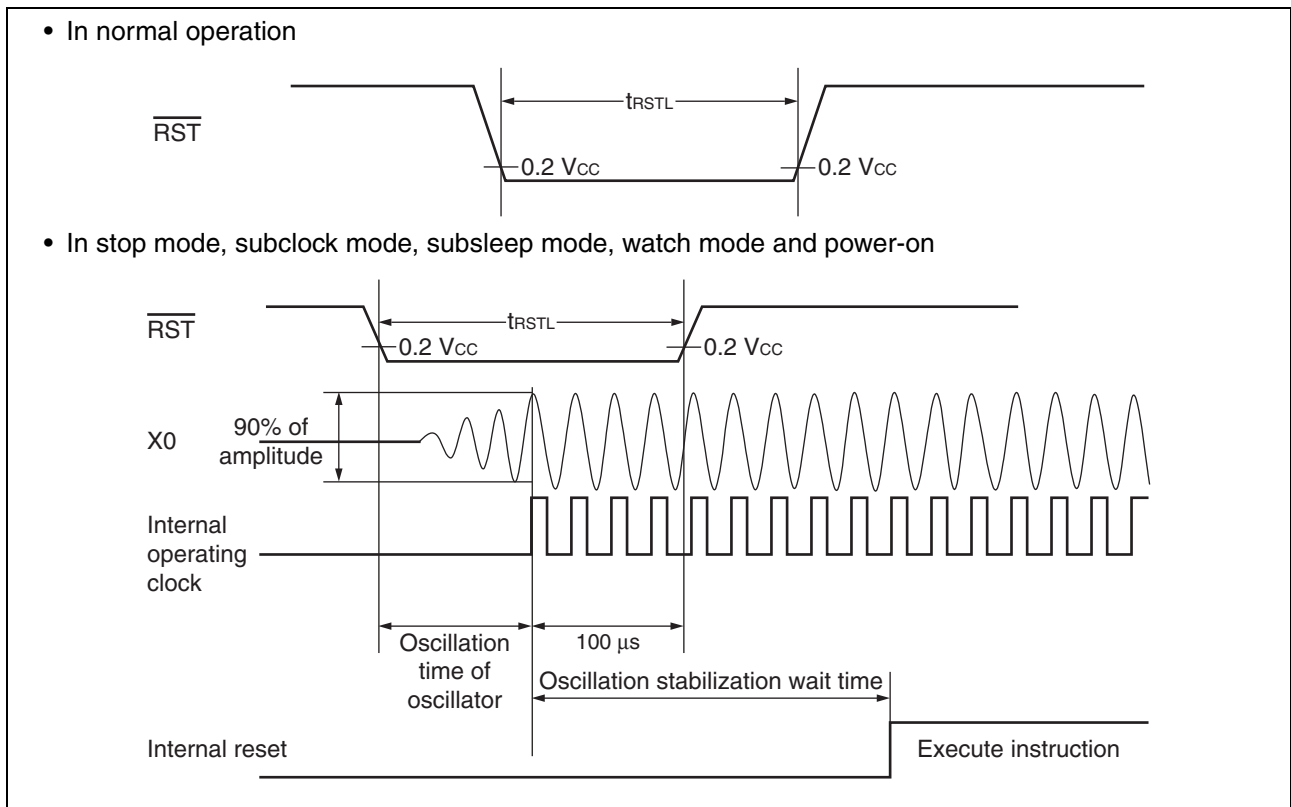 • In normal operation
RST
tRSTL
0.2 VCC
0.2 VCC
• In stop mode, subclock mode, subsleep mode, watch mode and power-on
RST
tRSTL
0.2 VCC
0.2 VCC
X0
90% of
amplitude
Internal
operating
clock
Oscillation
time of
oscillator
100 μs
Oscillation stabilization wait time
Internal reset
Execute instruction